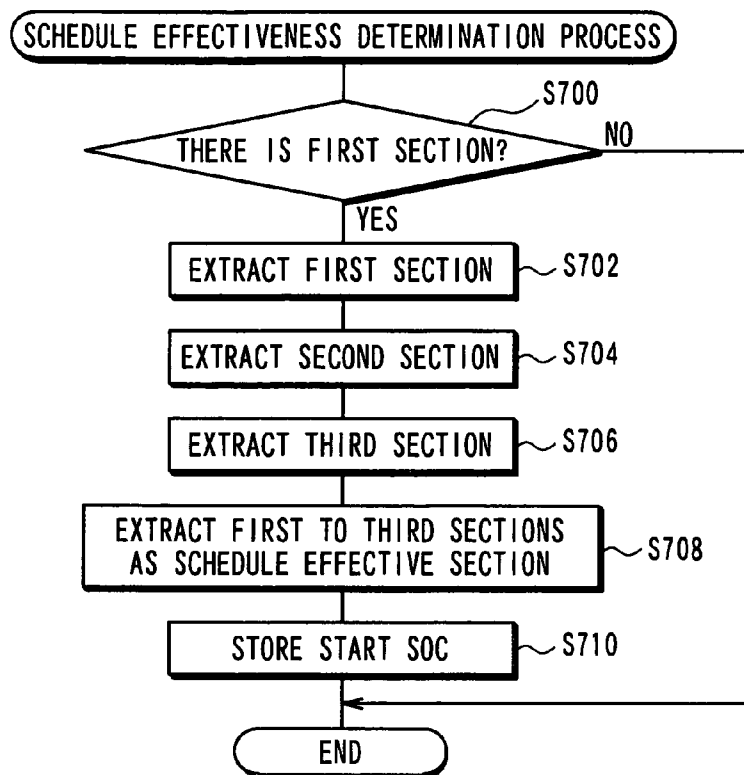 SCHEDULE EFFECTIVENESS DETERMINATION PROCESS
S700
THERE IS FIRST SECTION?
NO
YES
EXTRACT FIRST SECTION
S702
EXTRACT SECOND SECTION
S704
EXTRACT THIRD SECTION
S706
EXTRACT FIRST TO THIRD SECTIONS
AS SCHEDULE EFFECTIVE SECTION
S708
STORE START SOC
S710
END